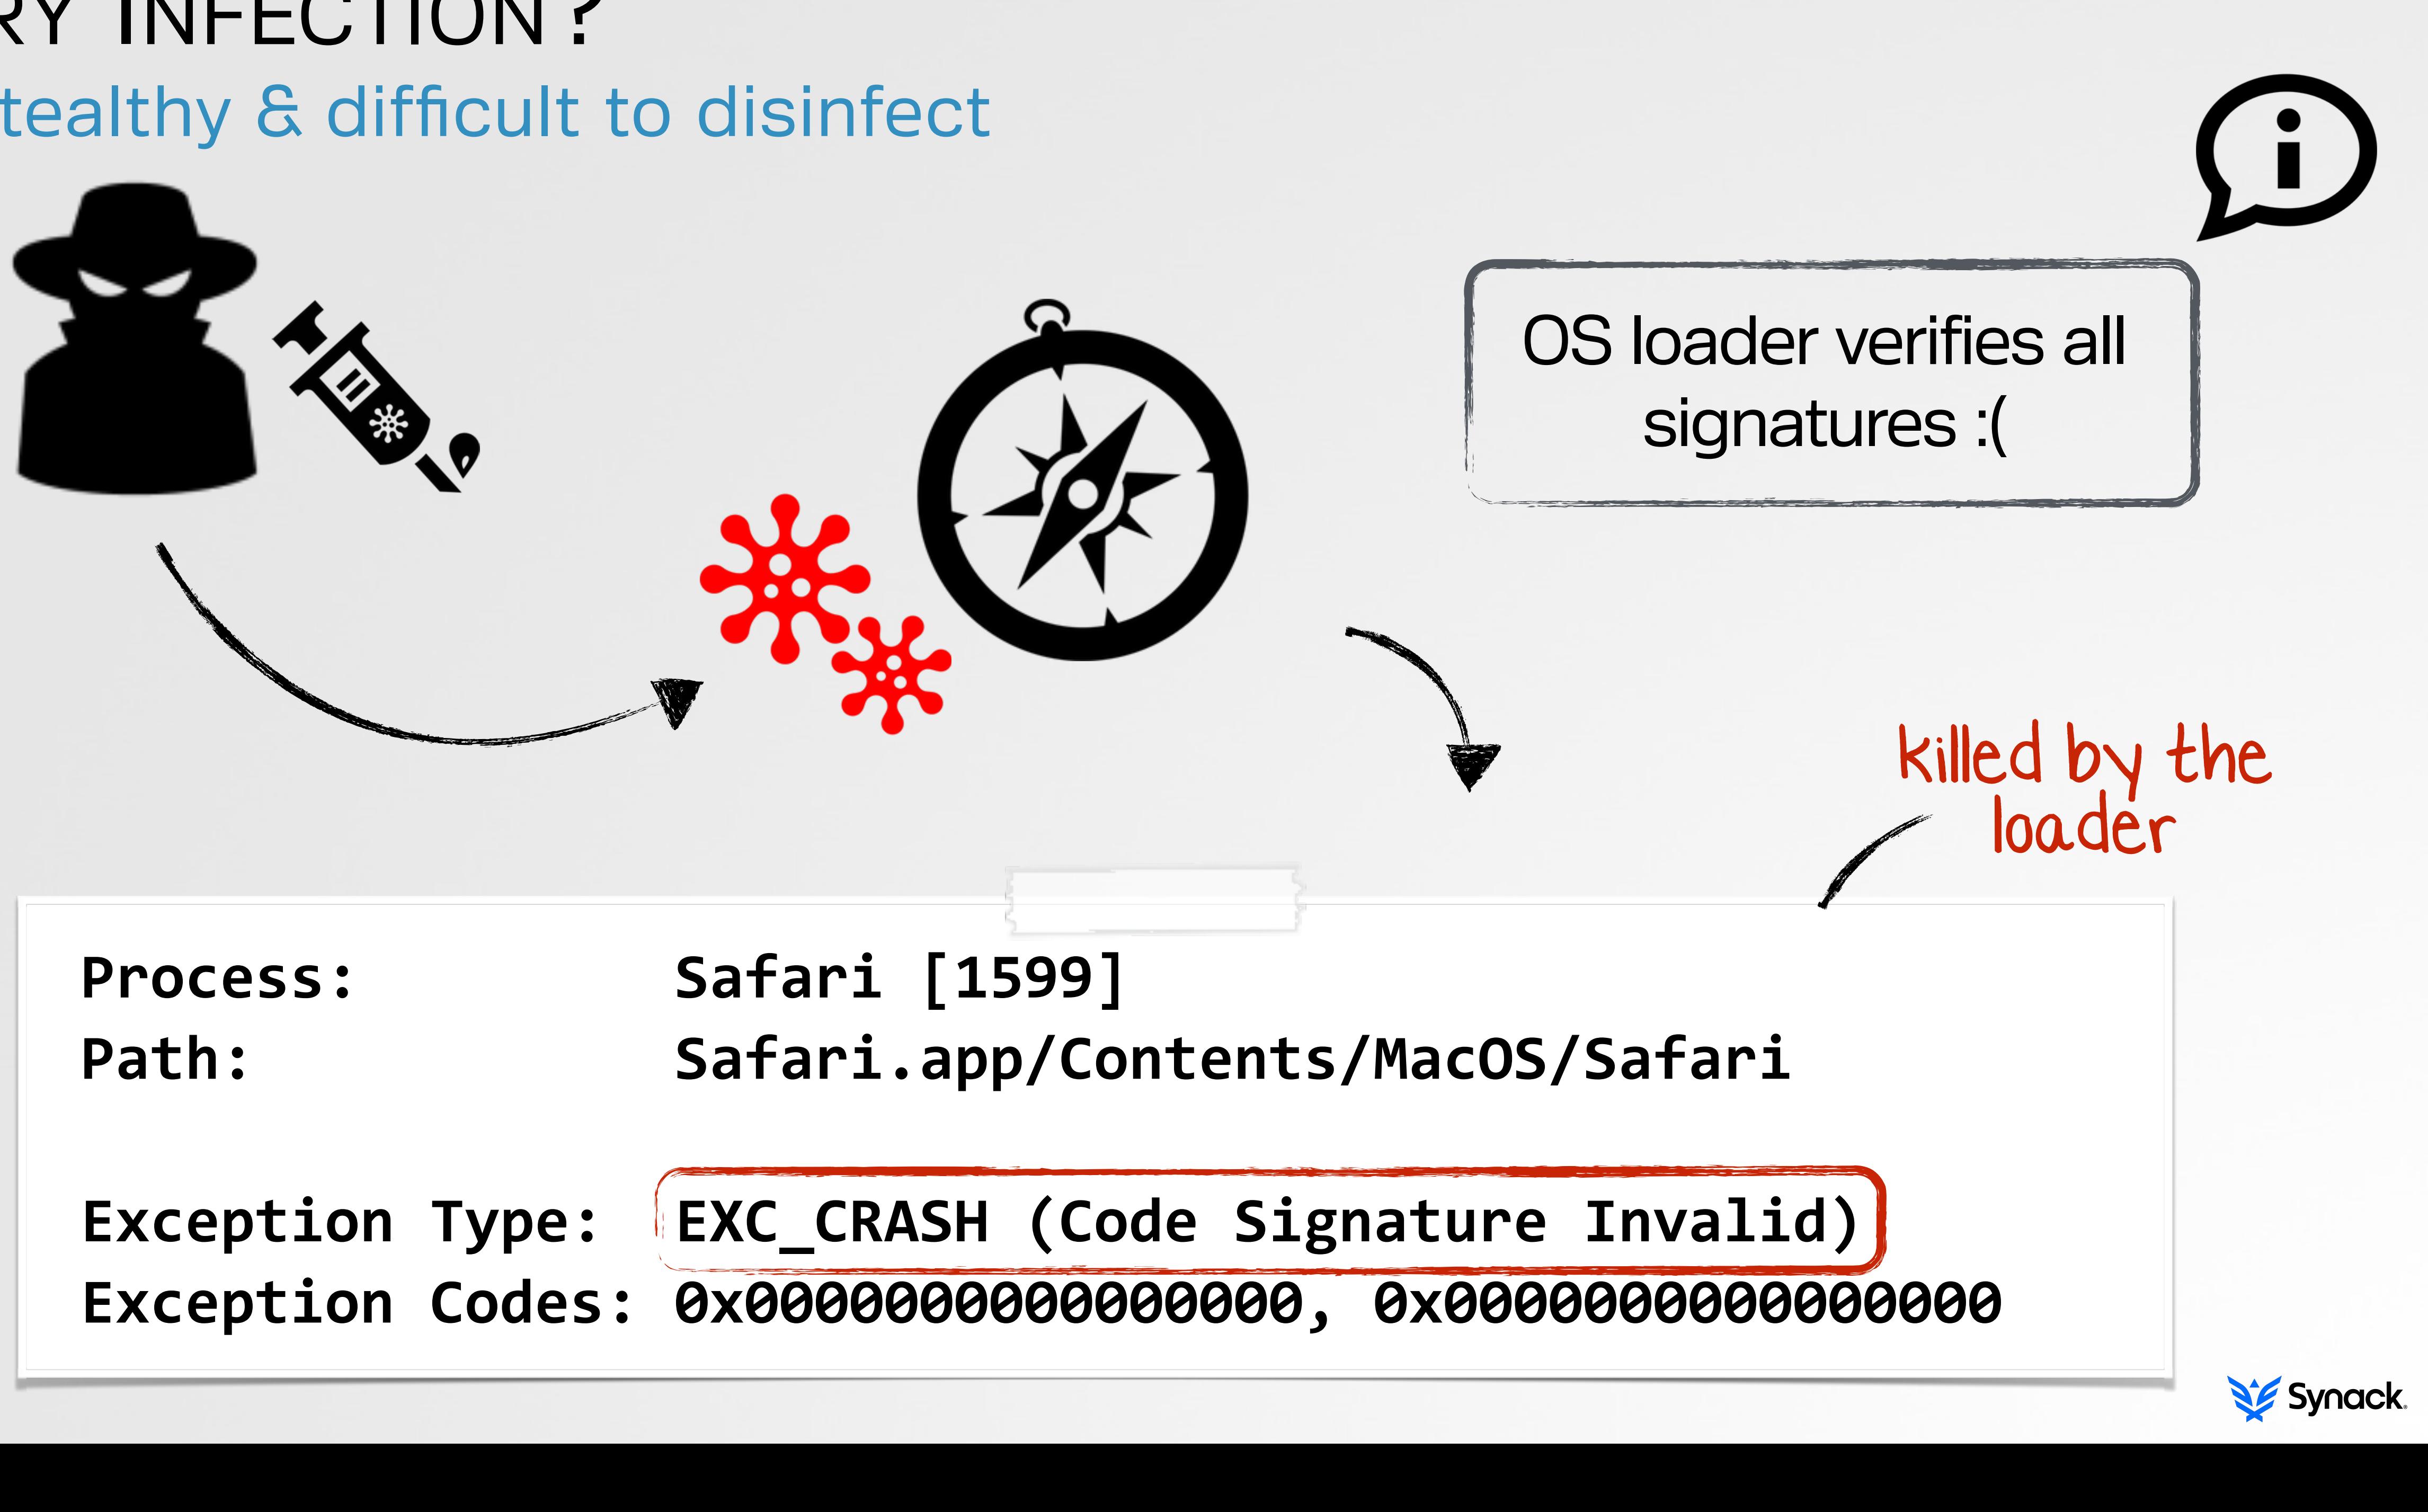 RY INFECTION?
tealthy & difficult to disinfect
i
OS loader verifies all
signatures :(
killed by the
loader
Process: Safari [1599]
Path: Safari.app/Contents/MacOS/Safari
Exception Type: EXC_CRASH (Code Signature Invalid)
Exception Codes: 0x0000000000000000, 0x0000000000000000
Synack